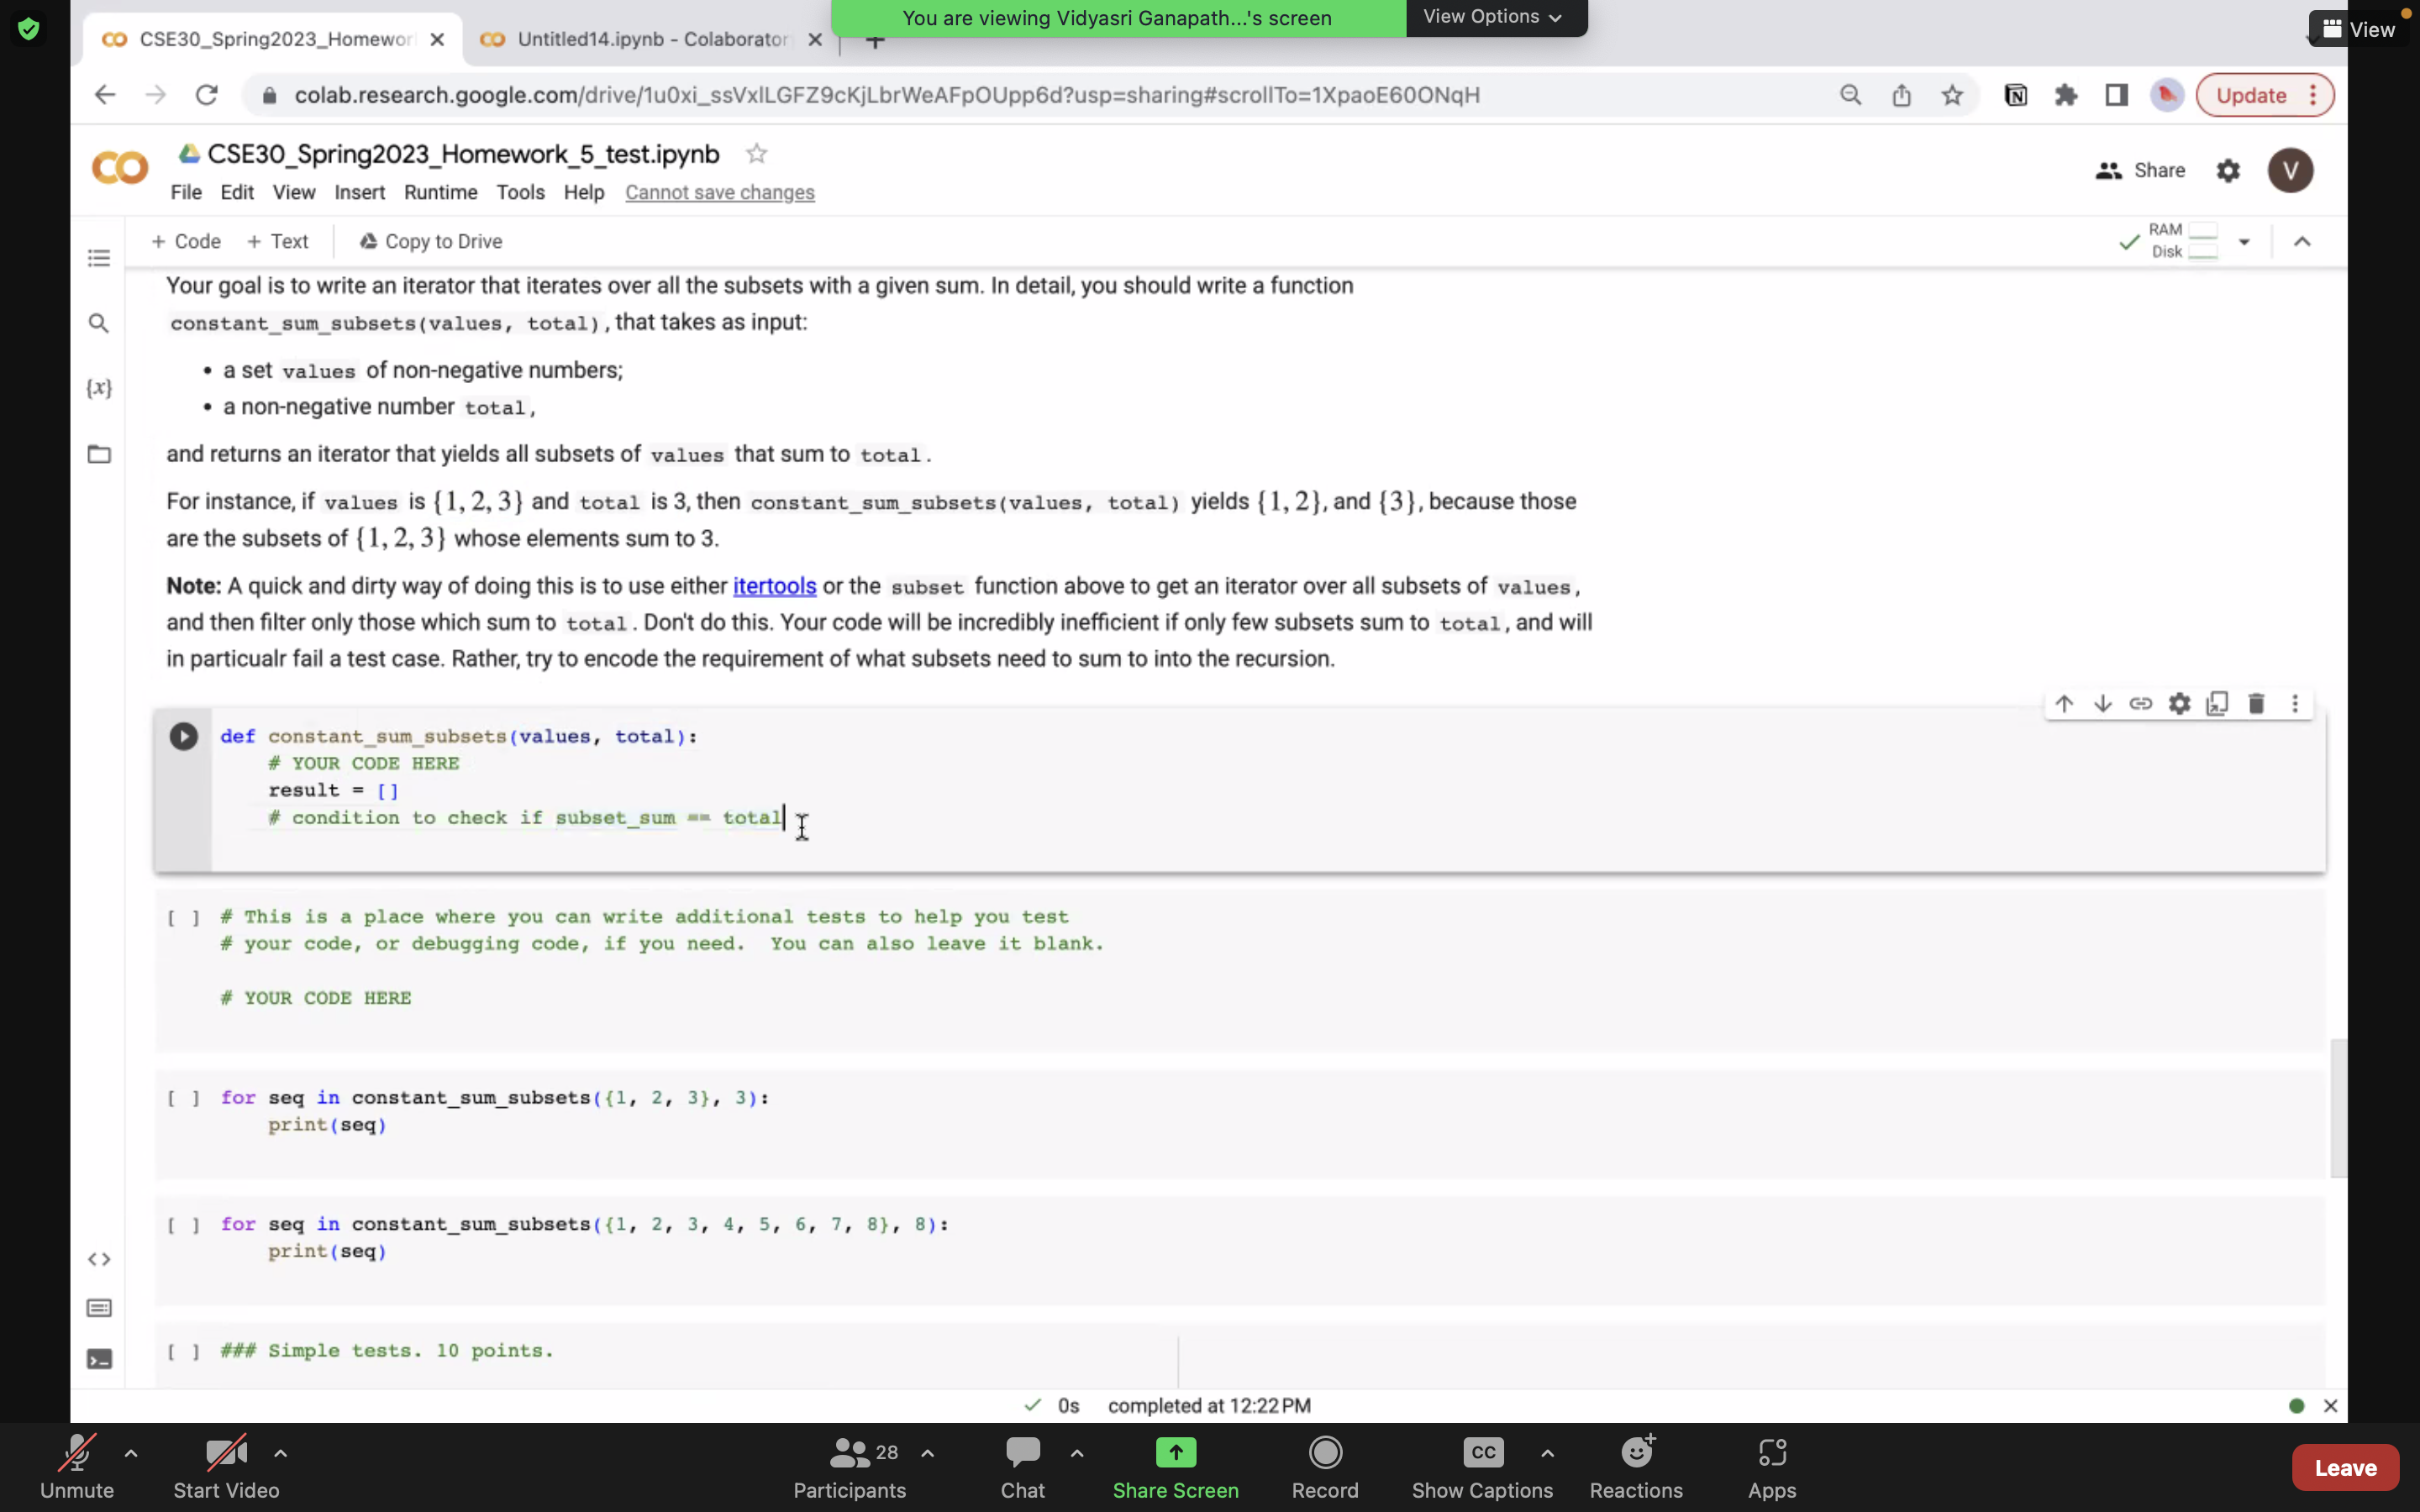 You are viewing Vidyasri Ganapath...'s screen
View Options
View
CSE30_Spring2023_Homewor
Untitled14.ipynb - Colaborator
colab.research.google.com/drive/1u0xi_ssVxlLGFZ9cKjLbrWeAFpOUpp6d?usp=sharing#scrollTo=1XpaoE60ONqH
Update
CSE30_Spring2023_Homework_5_test.ipynb
File Edit View Insert Runtime Tools Help Cannot save changes
Share
V
+ Code + Text Copy to Drive
RAM
Disk
Your goal is to write an iterator that iterates over all the subsets with a given sum. In detail, you should write a function
constant_sum_subsets(values, total), that takes as input:
• a set values of non-negative numbers;
• a non-negative number total,
and returns an iterator that yields all subsets of values that sum to total.
For instance, if values is {1, 2, 3} and total is 3, then constant_sum_subsets(values, total) yields {1, 2}, and {3}, because those
are the subsets of {1, 2, 3} whose elements sum to 3.
Note: A quick and dirty way of doing this is to use either itertools or the subset function above to get an iterator over all subsets of values,
and then filter only those which sum to total. Don't do this. Your code will be incredibly inefficient if only few subsets sum to total, and will
in particualr fail a test case. Rather, try to encode the requirement of what subsets need to sum to into the recursion.
def constant_sum_subsets(values, total):
# YOUR CODE HERE
result = []
# condition to check if subset_sum == total
[ ] # This is a place where you can write additional tests to help you test
# your code, or debugging code, if you need. You can also leave it blank.
# YOUR CODE HERE
[ ] for seq in constant_sum_subsets({1, 2, 3}, 3):
print(seq)
[ ] for seq in constant_sum_subsets({1, 2, 3, 4, 5, 6, 7, 8}, 8):
print(seq)
[ ] ### Simple tests. 10 points.
0s completed at 12:22 PM
28
CC
Unmute
Start Video
Participants
Chat
Share Screen
Record
Show Captions
Reactions
Apps
Leave
{x}